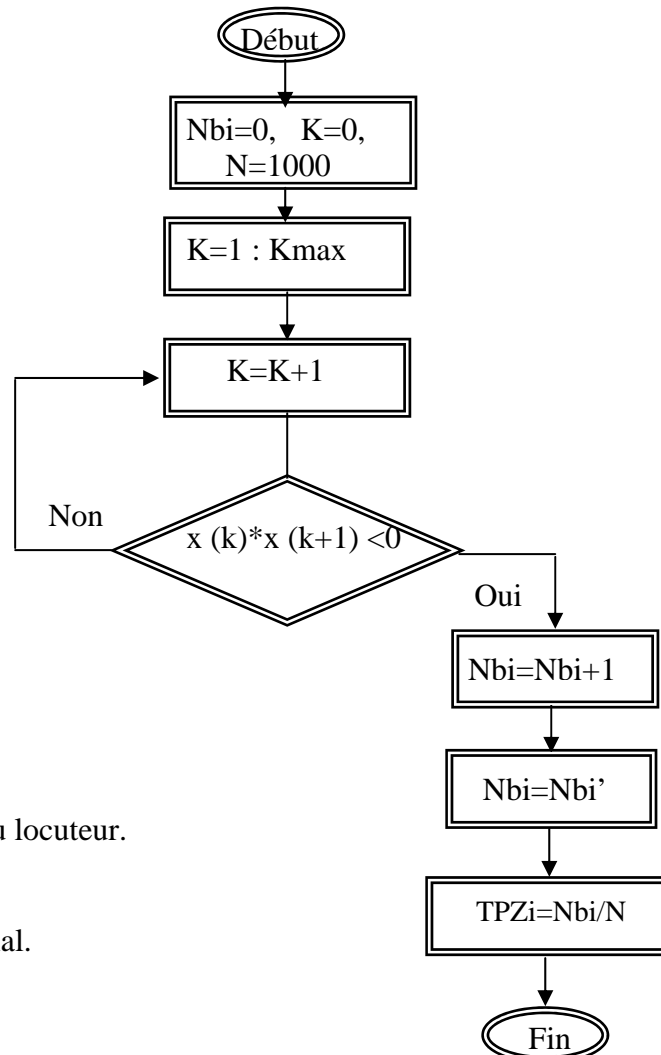 Début
Nbi=0, K=0,
N=1000
K=1 : Kmax
K=K+1
Non
x (k)*x (k+1) <0
Oui
Nbi=Nbi+1
Nbi=Nbi’
u locuteur.
TPZi=Nbi/N
al.
Fin